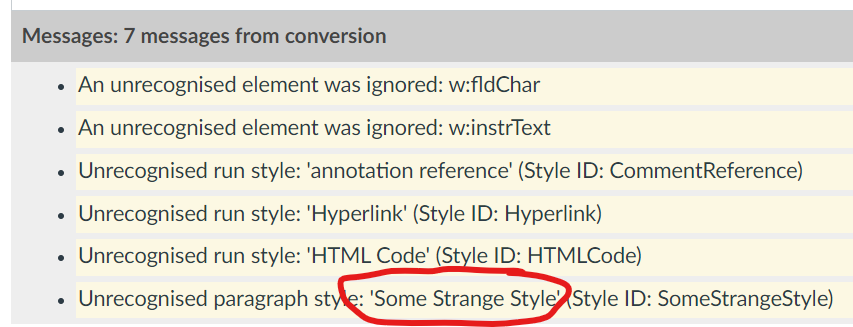 Messages: 7 messages from conversion
• An unrecognised element was ignored: w:fldChar
• An unrecognised element was ignored: w:instrText
• Unrecognised run style: 'annotation reference' (Style ID: CommentReference)
• Unrecognised run style: 'Hyperlink' (Style ID: Hyperlink)
• Unrecognised run style: 'HTML Code' (Style ID: HTMLCode)
• Unrecognised paragraph style: 'Some Strange Style' (Style ID: SomeStrangeStyle)